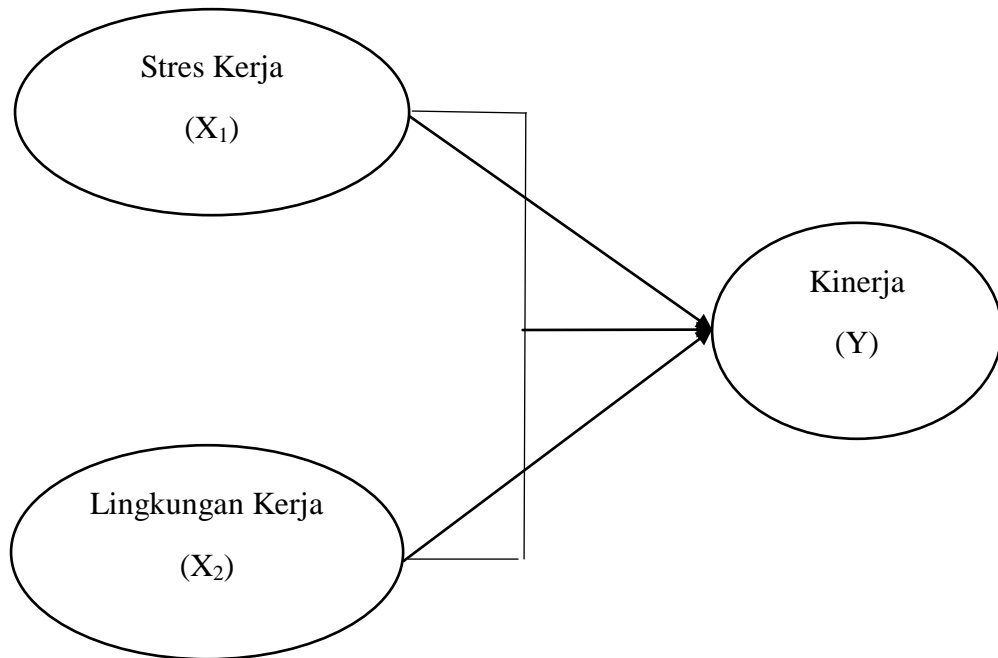 Stres Kerja
(X₁)
Kinerja
(Y)
Lingkungan Kerja
(X₂)